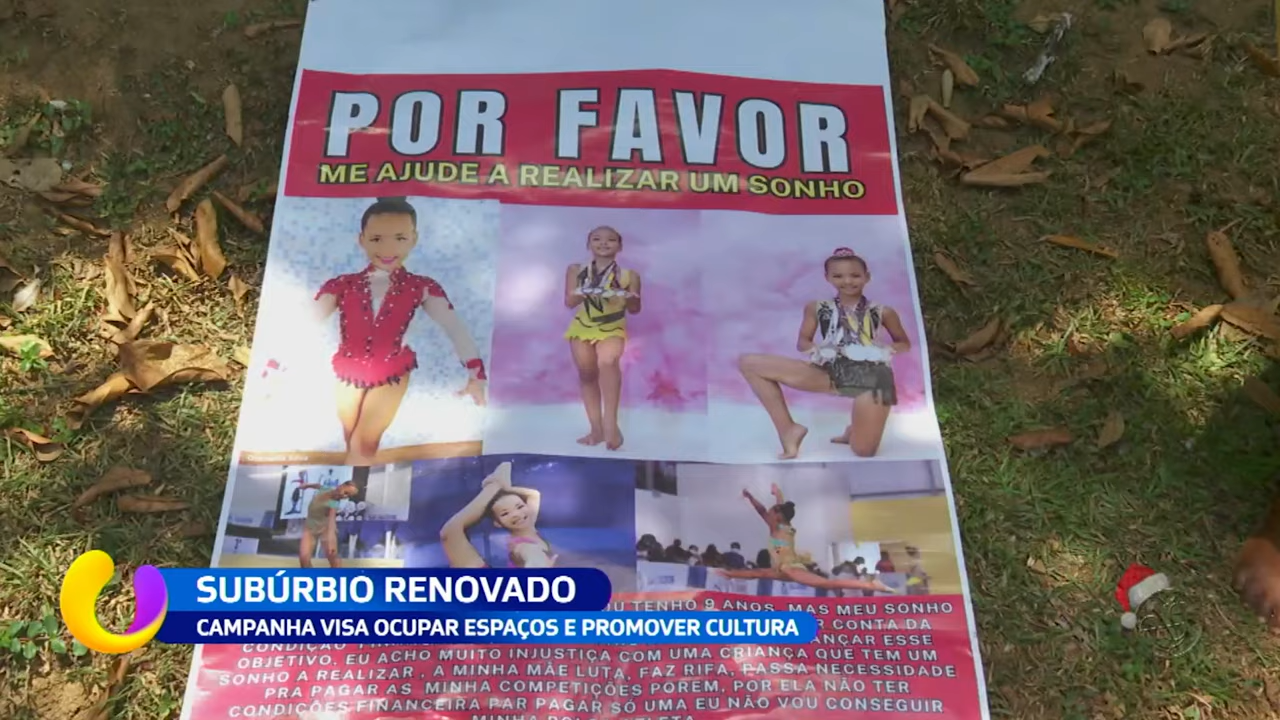 POR FAVOR
ME AJUDE A REALIZAR UM SONHO
TENHO 9 ANOS, MAS MEU SONHO
CONTA DA
CONDIÇÃO
ESSE
OBJETIVO. EU ACHO MUITO INJUSTIÇA COM UMA CRIANÇA QUE TEM UM
SONHO A REALIZAR , A MINHA MÃE LUTA, FAZ RIFA, PASSA NECESSIDADE
PRA PAGAR AS MINHA COMPETIÇÕES PORÉM, POR ELA NÃO TER
CONDIÇÕES FINANCEIRA PAR PAGAR SÓ UMA EU NÃO VOU CONSEGUIR
MINHA
SUBÚRBIO RENOVADO
CAMPANHA VISA OCUPAR ESPAÇOS E PROMOVER CULTURA